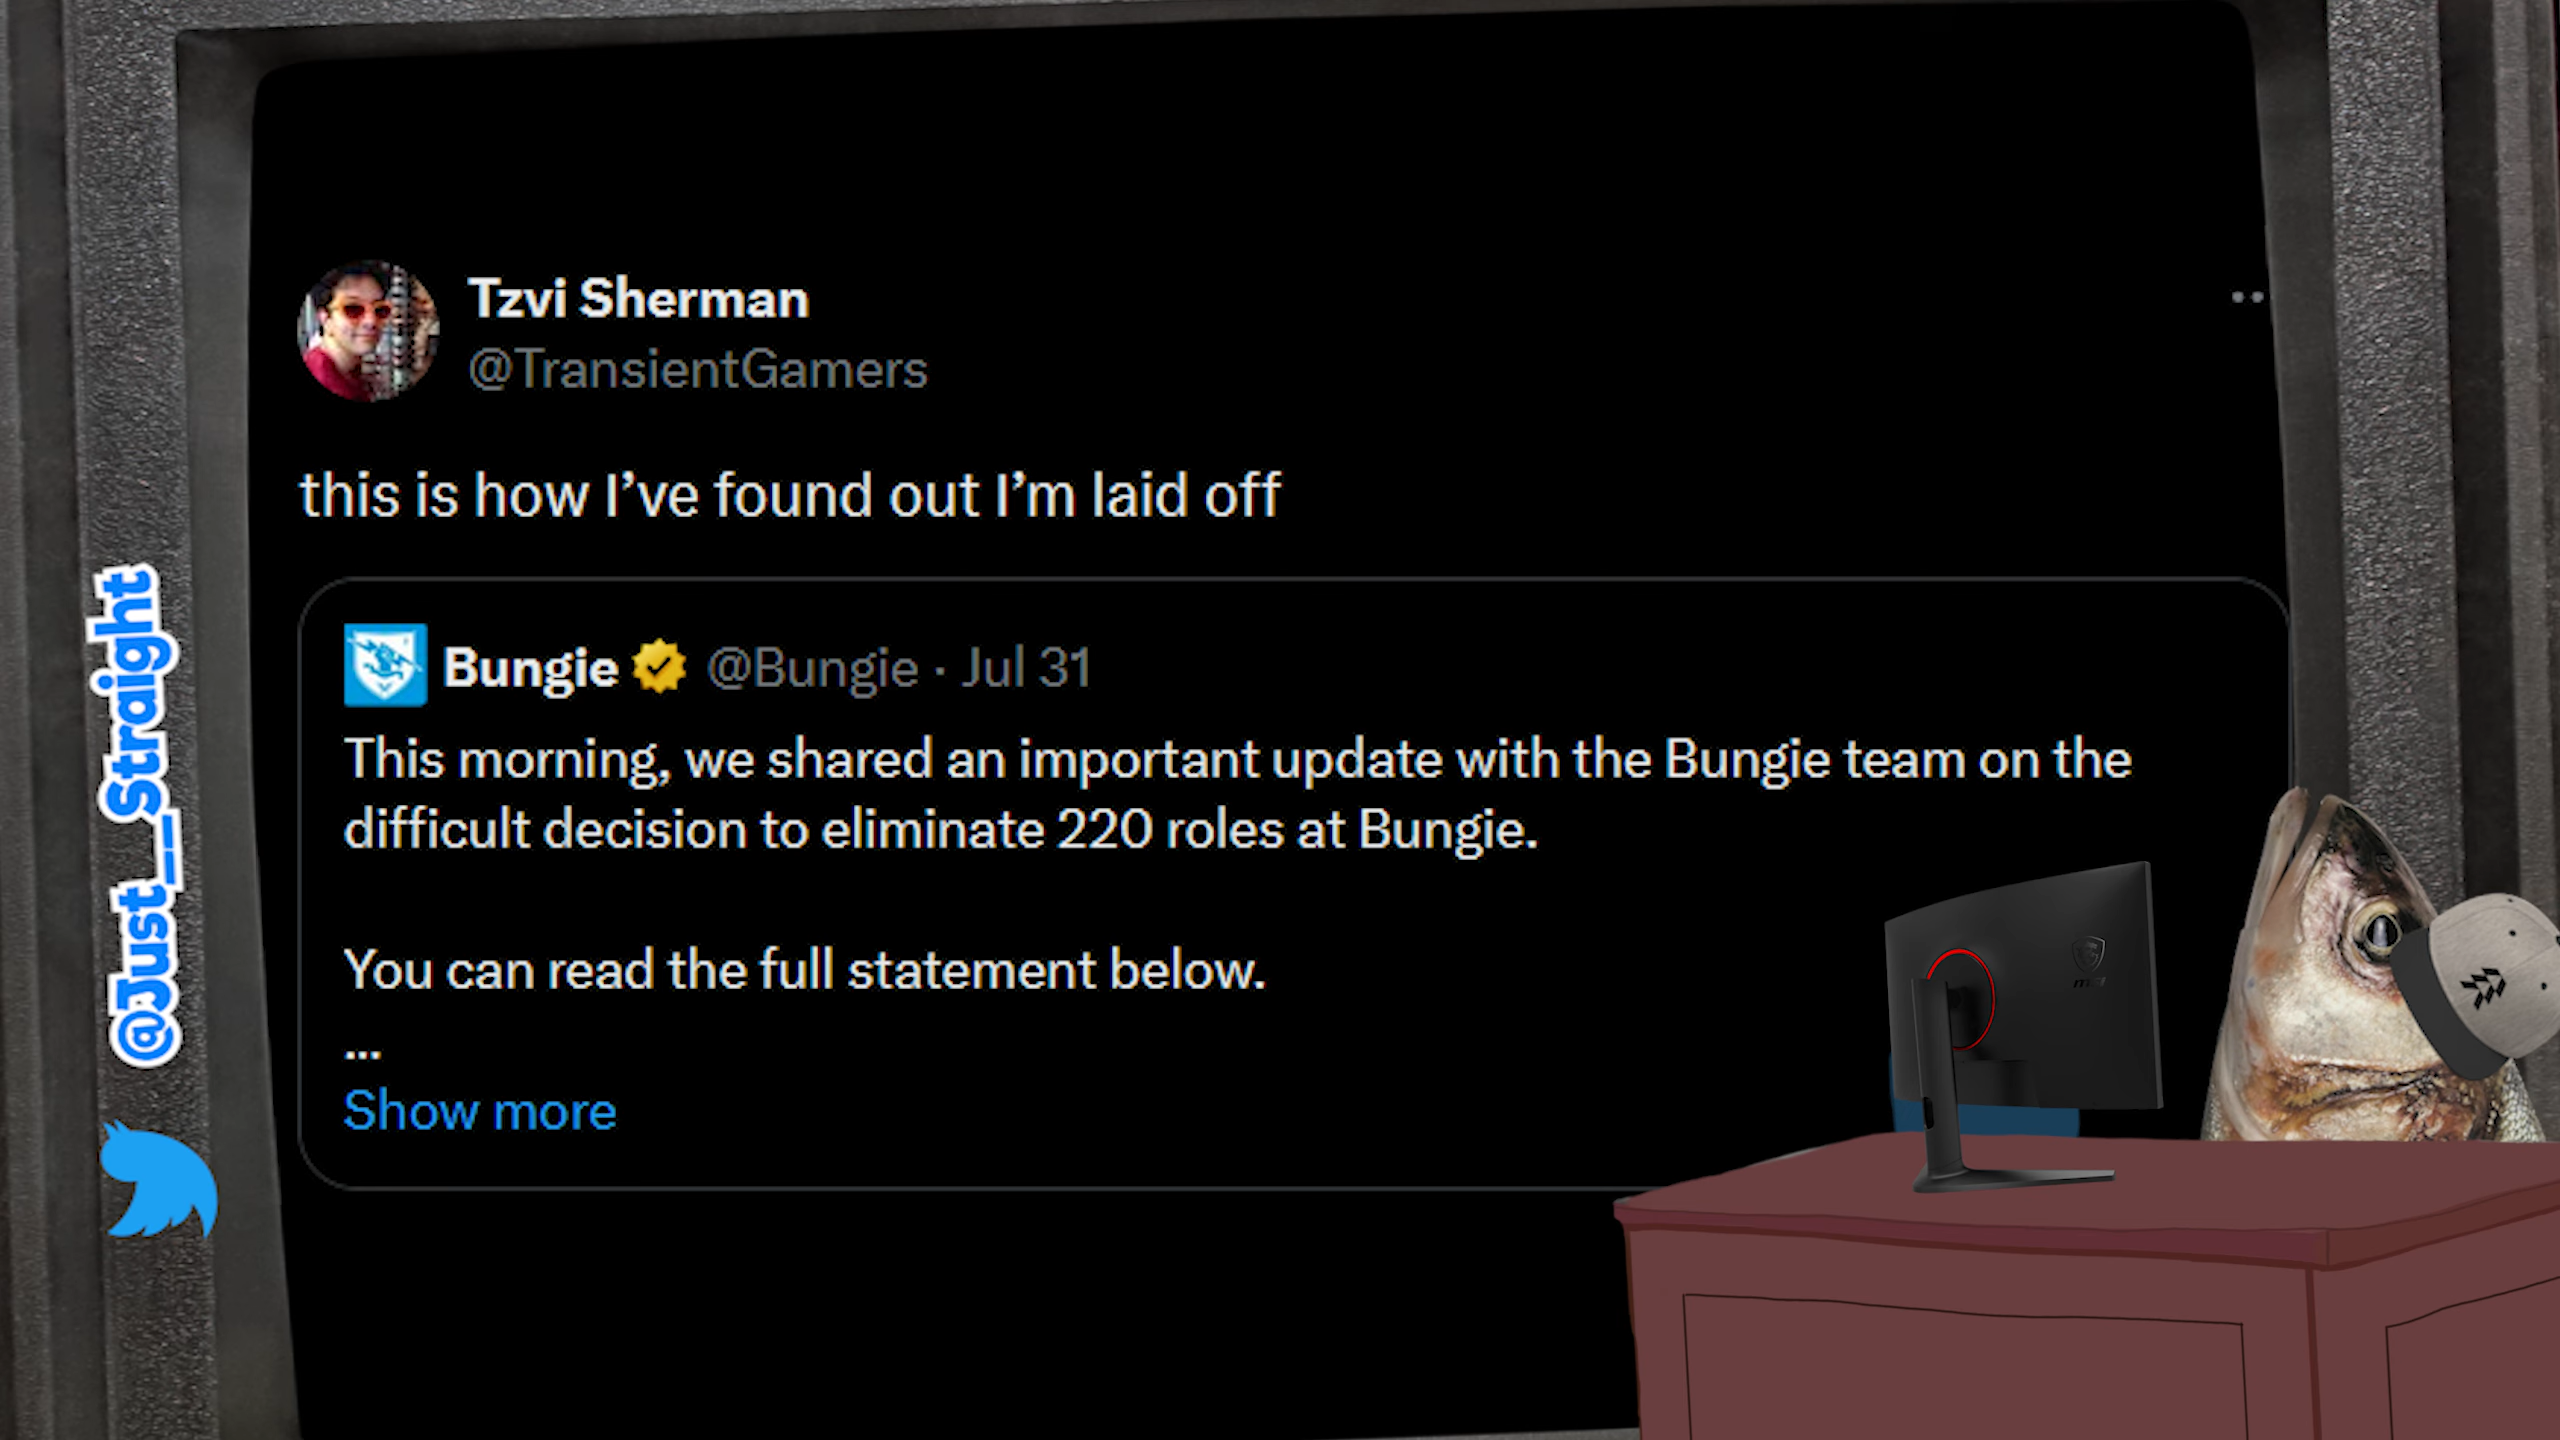 Tzvi Sherman
@TransientGamers
this is how I’ve found out I’m laid off
Bungie @Bungie · Jul 31
This morning, we shared an important update with the Bungie team on the
difficult decision to eliminate 220 roles at Bungie.
You can read the full statement below.
...
Show more
@Just__Straight
msi